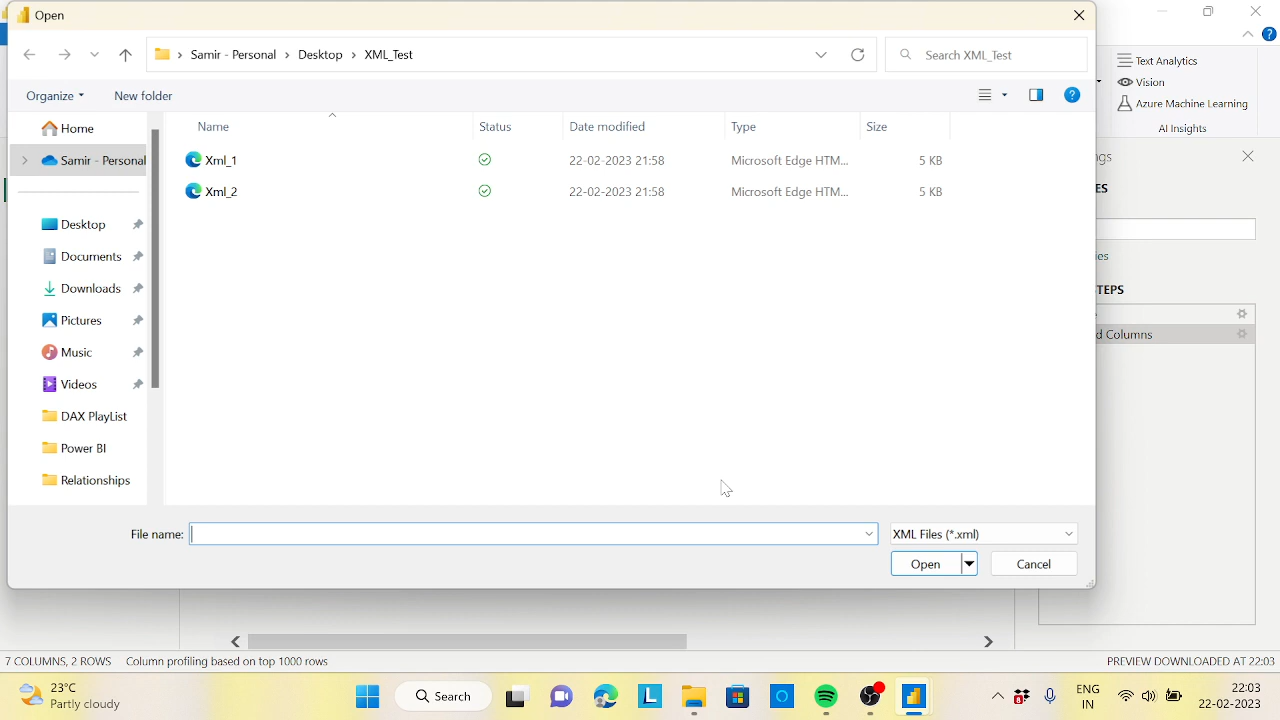 Open
Samir - Personal > Desktop > XML_Test
Search XML_Test
Organize
New folder
Text Analytics
Vision
Azure Machine Learning
AI Insights
Name
Status
Date modified
Type
Size
Home
Samir - Personal
Xml_1
22-02-2023 21:58
Microsoft Edge HTM...
5 KB
Xml_2
22-02-2023 21:58
Microsoft Edge HTM...
5 KB
Desktop
Documents
Downloads
Pictures
Music
Videos
DAX PlayList
Power BI
Relationships
ngs
ES
ies
TEPS
d Columns
File name:
XML Files (*.xml)
Open
Cancel
7 COLUMNS, 2 ROWS
Column profiling based on top 1000 rows
PREVIEW DOWNLOADED AT 22:03
23°C
Partly cloudy
Search
ENG
IN
22:03
22-02-2023